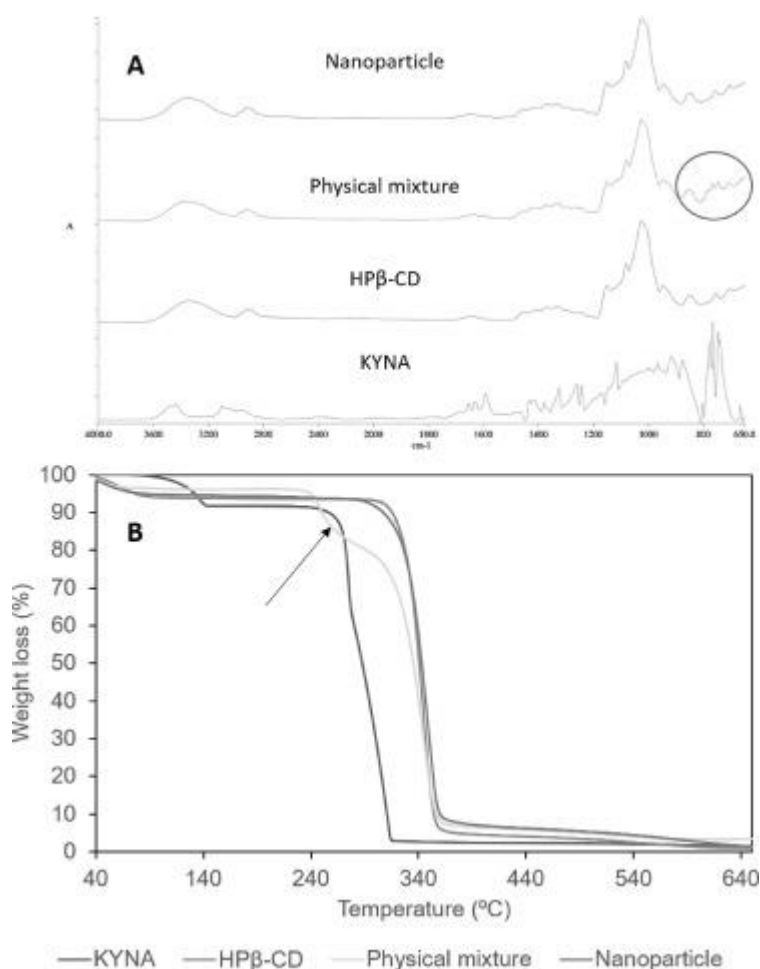 A
Nanoparticle
Physical mixture
A
HPβ-CD
KYNA
4000.0 3600 3200 2800 2400 2000 1800 1600 1400 1200 1000 800 650.0
cm-1
100
90
B
80
70
60
50
40
30
20
10
0
Weight loss (%)
40 140 240 340 440 540 640
Temperature (ºC)
KYNA HPβ-CD Physical mixture Nanoparticle